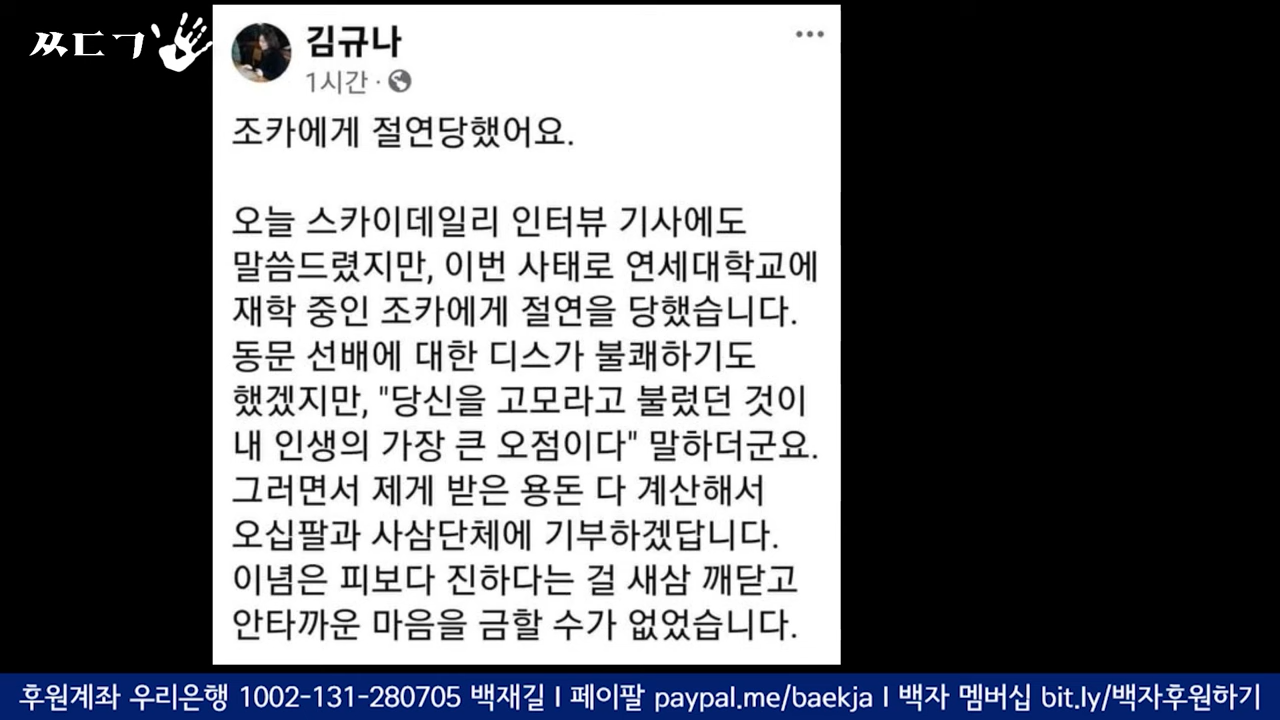 ㅆㄷㄱ
김규나
1시간 ·
조카에게 절연당했어요.
오늘 스카이데일리 인터뷰 기사에도
말씀드렸지만, 이번 사태로 연세대학교에
재학 중인 조카에게 절연을 당했습니다.
동문 선배에 대한 디스가 불쾌하기도
했겠지만, "당신을 고모라고 불렀던 것이
내 인생의 가장 큰 오점이다" 말하더군요.
그러면서 제게 받은 용돈 다 계산해서
오십팔과 사삼단체에 기부하겠답니다.
이념은 피보다 진하다는 걸 새삼 깨닫고
안타까운 마음을 금할 수가 없었습니다.
후원계좌 우리은행 1002-131-280705 백재길 l 페이팔 paypal.me/baekja l 백자 멤버십 bit.ly/백자후원하기